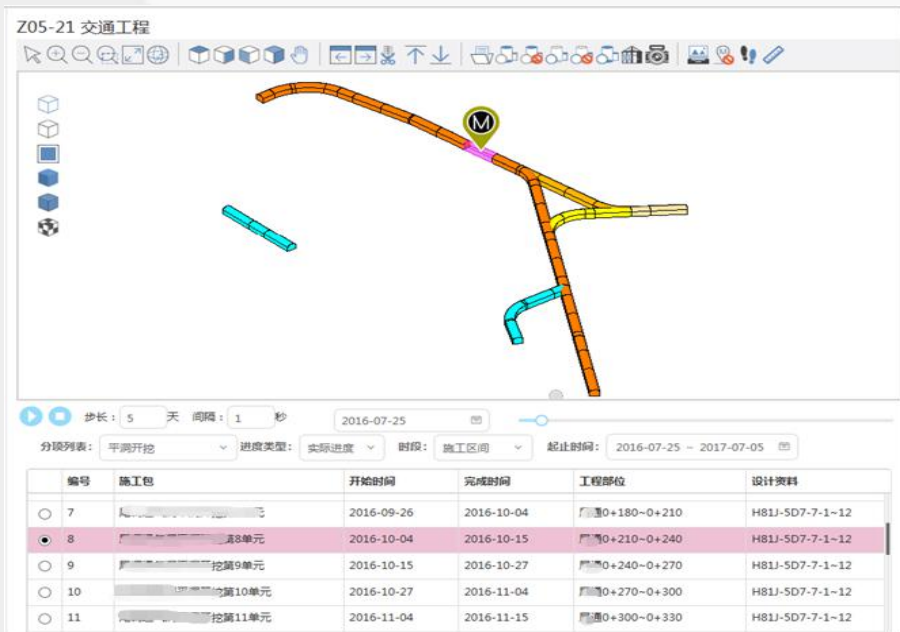 Z05-21 交通工程
M
步长： 5 天 间隔： 1 秒 2016-07-25
分项列表： 平洞开挖 进度类型： 实际进度 时段： 施工区间 起止时间： 2016-07-25 ~ 2017-07-05
编号 施工包 开始时间 完成时间 工程部位 设计资料
7 元 2016-09-26 2016-10-04 通0+180~0+210 H81J-5D7-7-1~12
8 第8单元 2016-10-04 2016-10-15 通0+210~0+240 H81J-5D7-7-1~12
9 挖第9单元 2016-10-15 2016-10-27 通0+240~0+270 H81J-5D7-7-1~12
10 挖第10单元 2016-10-27 2016-11-04 通0+270~0+300 H81J-5D7-7-1~12
11 挖第11单元 2016-11-04 2016-11-15 通0+300~0+330 H81J-5D7-7-1~12